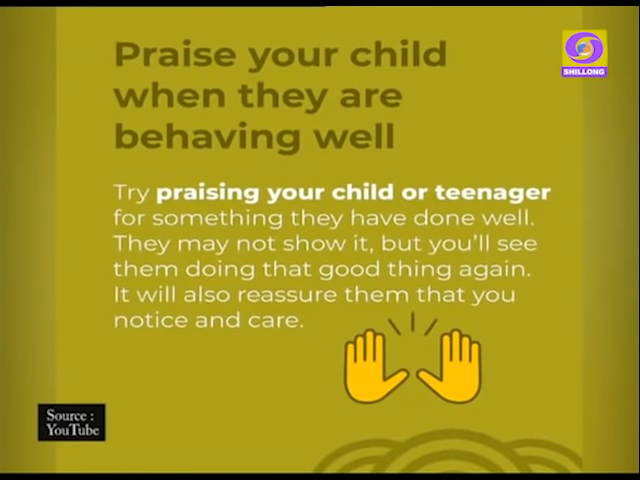 Praise your child
when they are
behaving well
SHILLONG
Try praising your child or teenager
for something they have done well.
They may not show it, but you'll see
them doing that good thing again.
It will also reassure them that you
notice and care.
Source :
YouTube